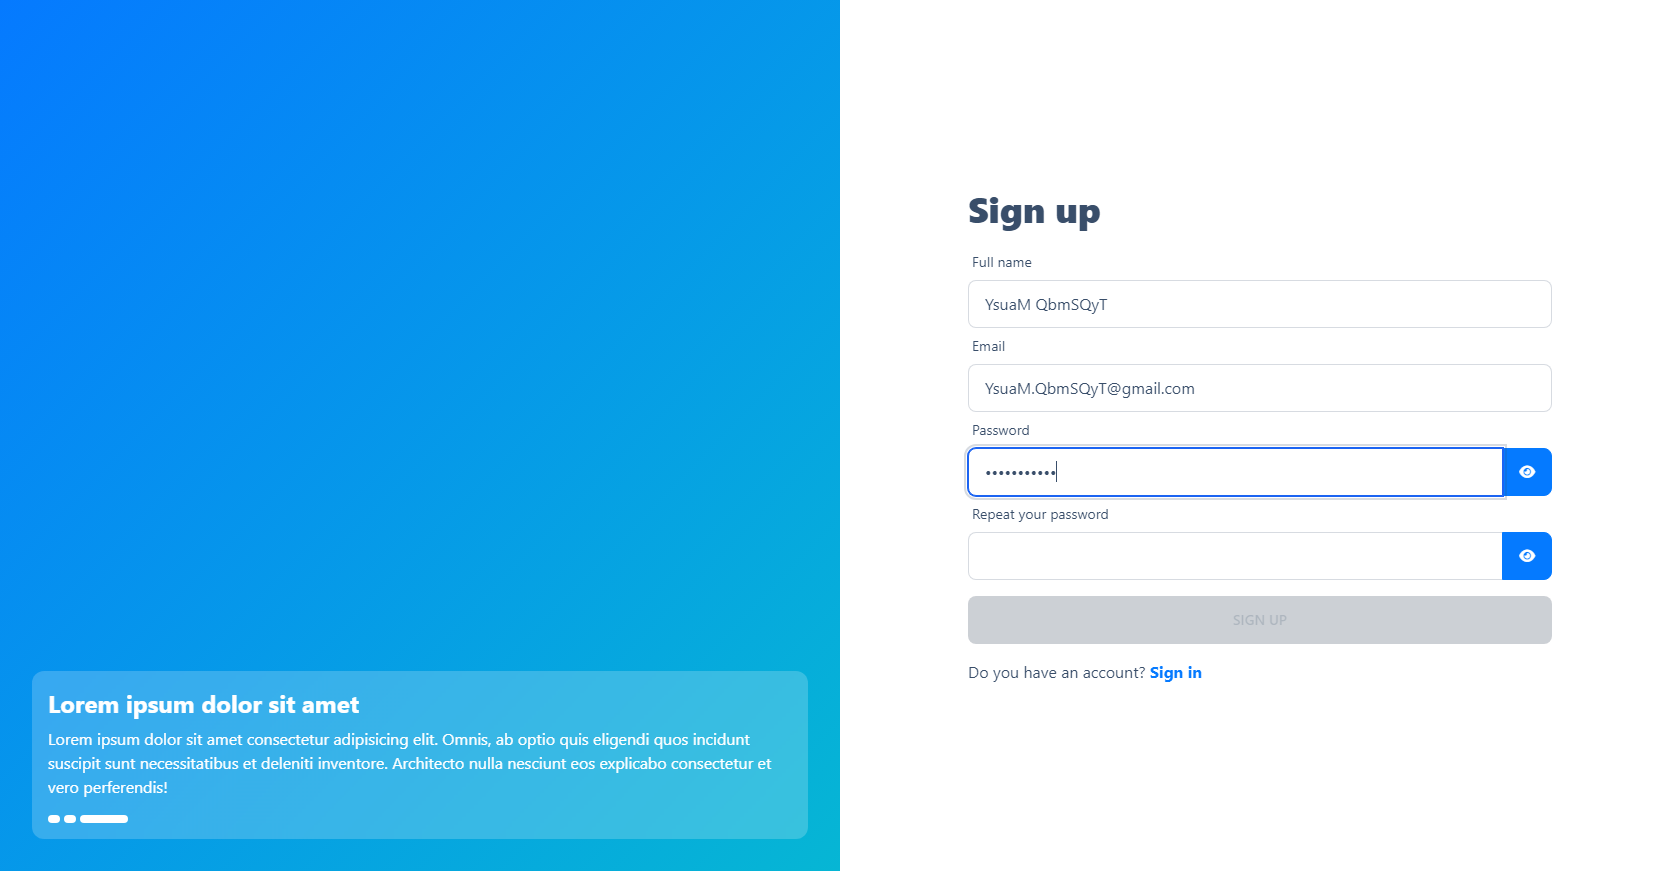 Lorem ipsum dolor sit amet
Lorem ipsum dolor sit amet consectetur adipisicing elit. Omnis, ab optio quis eligendi quos incidunt
suscipit sunt necessitatibus et deleniti inventore. Architecto nulla nesciunt eos explicabo consectetur et
vero perferendis!
Sign up
Full name
YsuaM QbmSQyT
Email
YsuaM.QbmSQyT@gmail.com
Password
•••••••••••
Repeat your password
SIGN UP
Do you have an account? Sign in